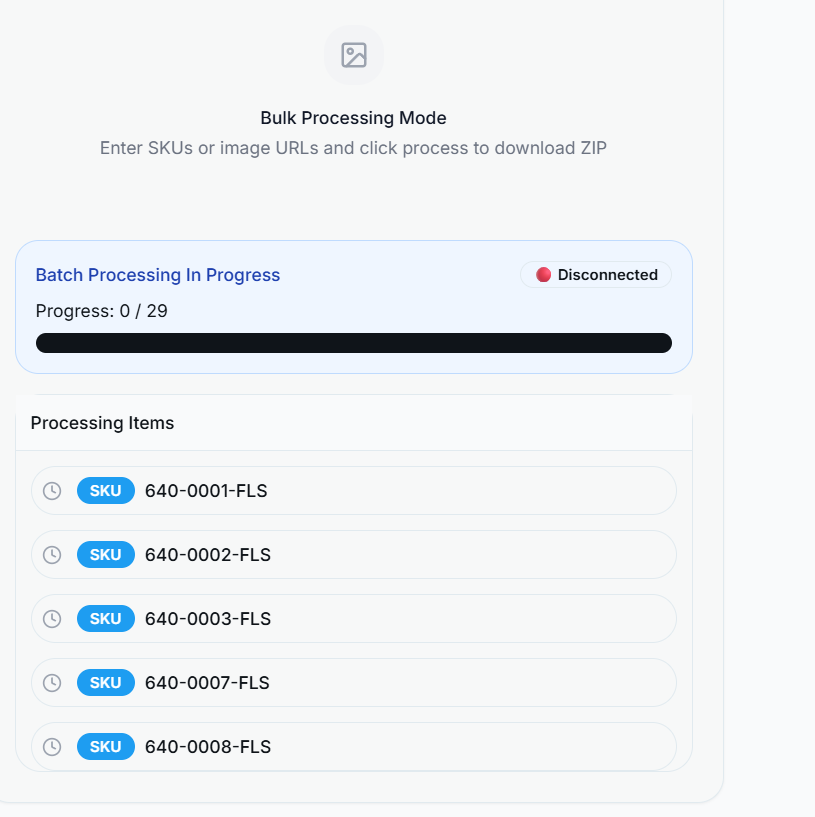 Bulk Processing Mode
Enter SKUs or image URLs and click process to download ZIP
Batch Processing In Progress
Disconnected
Progress: 0 / 29
Processing Items
SKU 640-0001-FLS
SKU 640-0002-FLS
SKU 640-0003-FLS
SKU 640-0007-FLS
SKU 640-0008-FLS